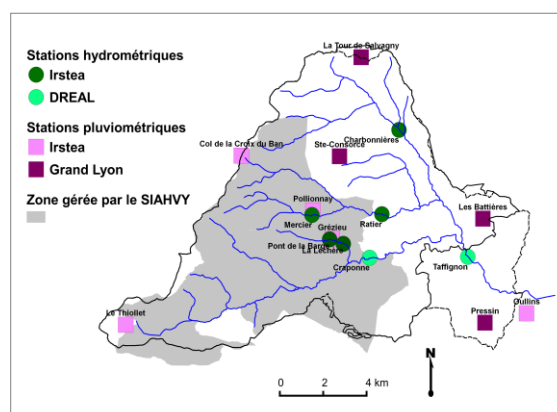 Stations hydrométriques
Irstea
DREAL
Stations pluviométriques
Irstea
Grand Lyon
Zone gérée par le SIAHVY
La Tour de Salvagny
Charbonnières
Col de la Croix du Ban
Ste-Consorce
Pollionnay
Mercier
Ratier
Les Battières
Grézieu
Pont de la Barge
La Léchère
Craponne
Taffignon
Le Thiollet
Pressin
Oullins
N
0 2 4 km